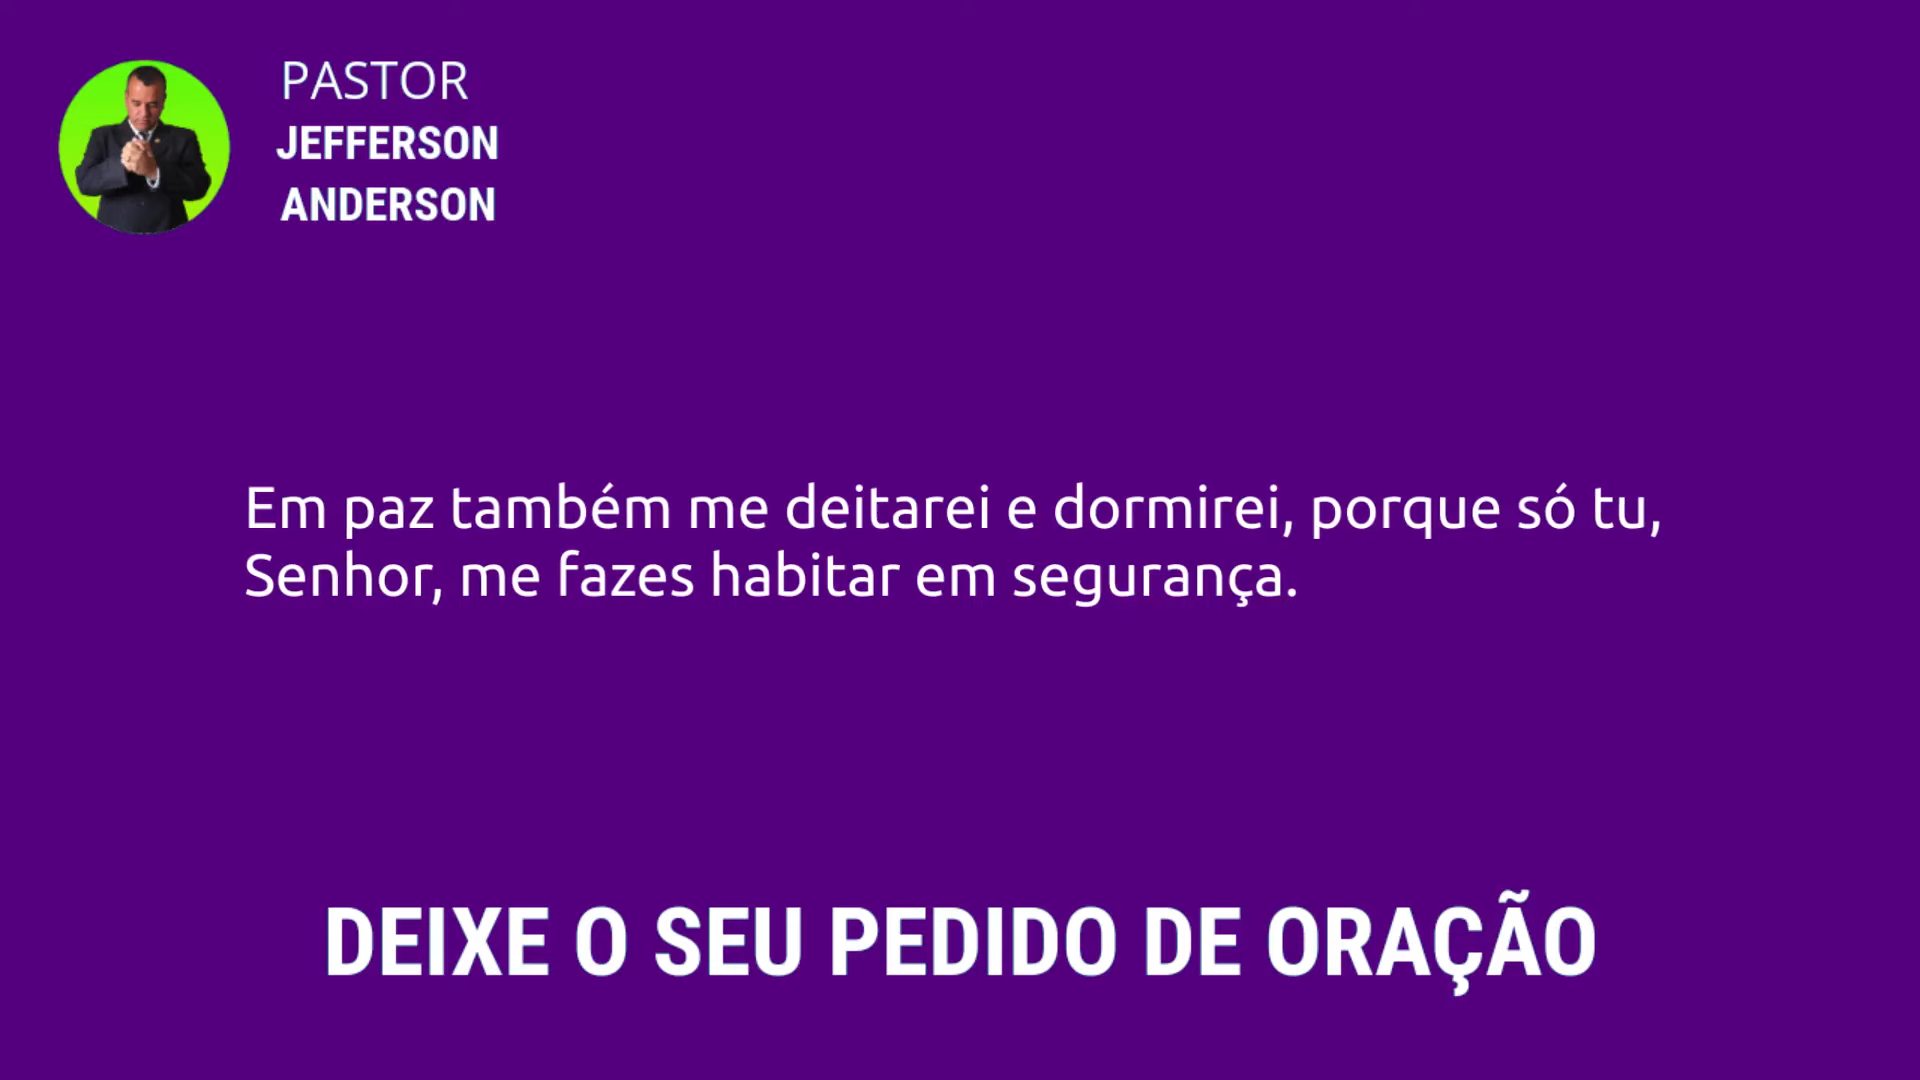 PASTOR
JEFFERSON
ANDERSON
Em paz também me deitarei e dormirei, porque só tu,
Senhor, me fazes habitar em segurança.
DEIXE O SEU PEDIDO DE ORAÇÃO